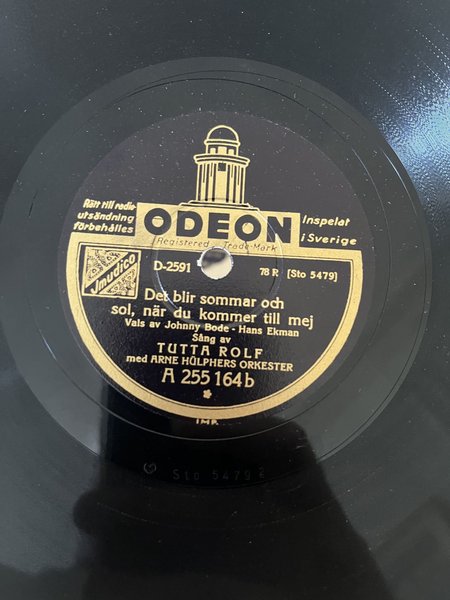 Rätt till radio
utsändning
förbehålles
ODEON
Inspelat
i Sverige
Registered Trade-Mark
Imudico
D-2591
78 R [Sto 5479]
Det blir sommar och
sol, när du kommer till mej
Vals av Johnny Bode - Hans Ekman
Sång av
TUTTA ROLF
med ARNE HÜLPHERS ORKESTER
A 255 164 b
Sto 5479 2